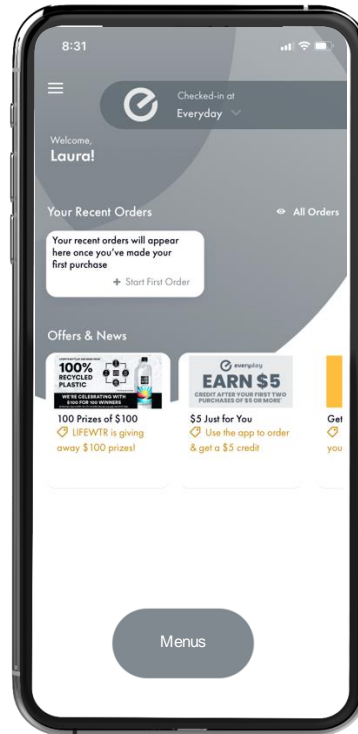 8:31
Checked-in at
Everyday
Welcome,
Laura!
Your Recent Orders
All Orders
Your recent orders will appear
here once you've made your
first purchase
+ Start First Order
Offers & News
100%
RECYCLED
PLASTIC
WE'RE CELEBRATING WITH
$100 FOR 100 WINNERS
100 Prizes of $100
LIFEWTR is giving
away $100 prizes!
everyday
EARN $5
CREDIT AFTER YOUR FIRST TWO
PURCHASES OF $5 OR MORE*
$5 Just for You
Use the app to order
& get a $5 credit
Get
you
Menus